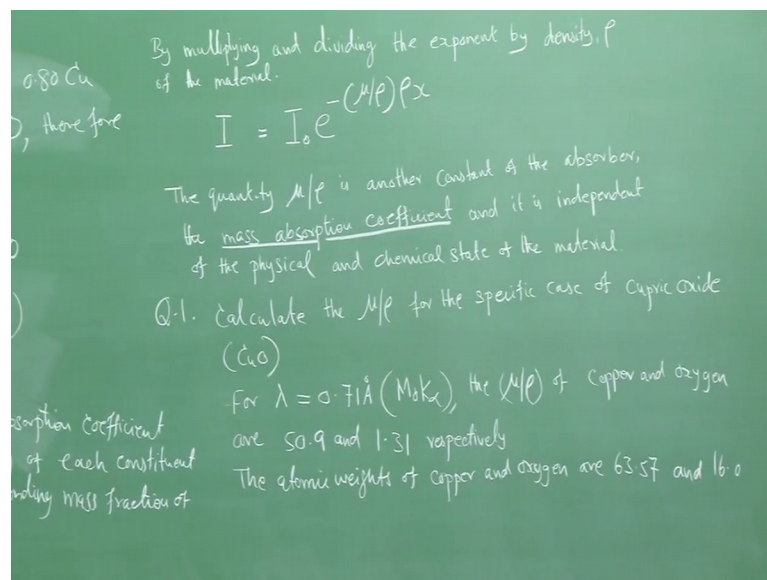 0.80 Cu
), therefore
)
)
sorption Coefficient
of each constituent
nding mass fraction of
By multiplying and dividing the exponent by density, ρ
of the material.
I = I₀e^-(μ/ρ)ρx
The quantity μ/ρ is another constant of the absorber,
the mass absorption coefficient and it is independent
of the physical and chemical state of the material.
Q.1. Calculate the μ/ρ for the specific case of Cupric oxide
(CuO)
For λ = 0.71Å (MoKα), the (μ/ρ) of Copper and oxygen
are 50.9 and 1.31 respectively
The atomic weights of copper and oxygen are 63.57 and 16.0